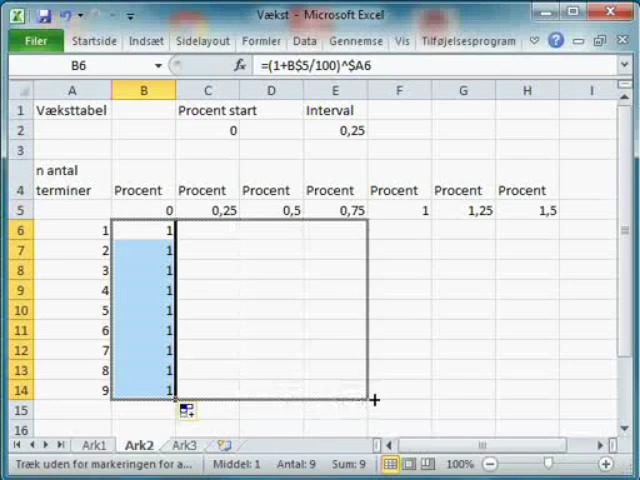 Vækst - Microsoft Excel
Filer Startside Indsæt Sidelayout Formler Data Gennemse Vis Tilføjelsesprogram
B6 fx =(1+B$5/100)^$A6
A B C D E F G H I
1 Væksttabel Procent start Interval
2 0 0,25
3
n antal
4 terminer Procent Procent Procent Procent Procent Procent Procent
5 0 0,25 0,5 0,75 1 1,25 1,5
6 1 1
7 2 1
8 3 1
9 4 1
10 5 1
11 6 1
12 7 1
13 8 1
14 9 1
15
16
Ark1 Ark2 Ark3
Træk uden for markeringen for a... Middel: 1 Antal: 9 Sum: 9 100%